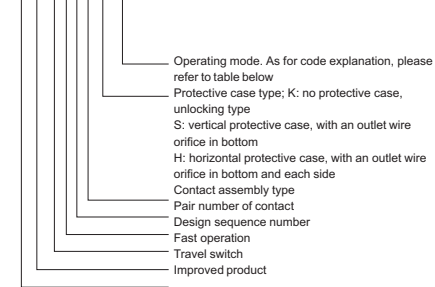 Operating mode. As for code explanation, please
refer to table below
Protective case type; K: no protective case,
unlocking type
S: vertical protective case, with an outlet wire
orifice in bottom
H: horizontal protective case, with an outlet wire
orifice in bottom and each side
Contact assembly type
Pair number of contact
Design sequence number
Fast operation
Travel switch
Improved product